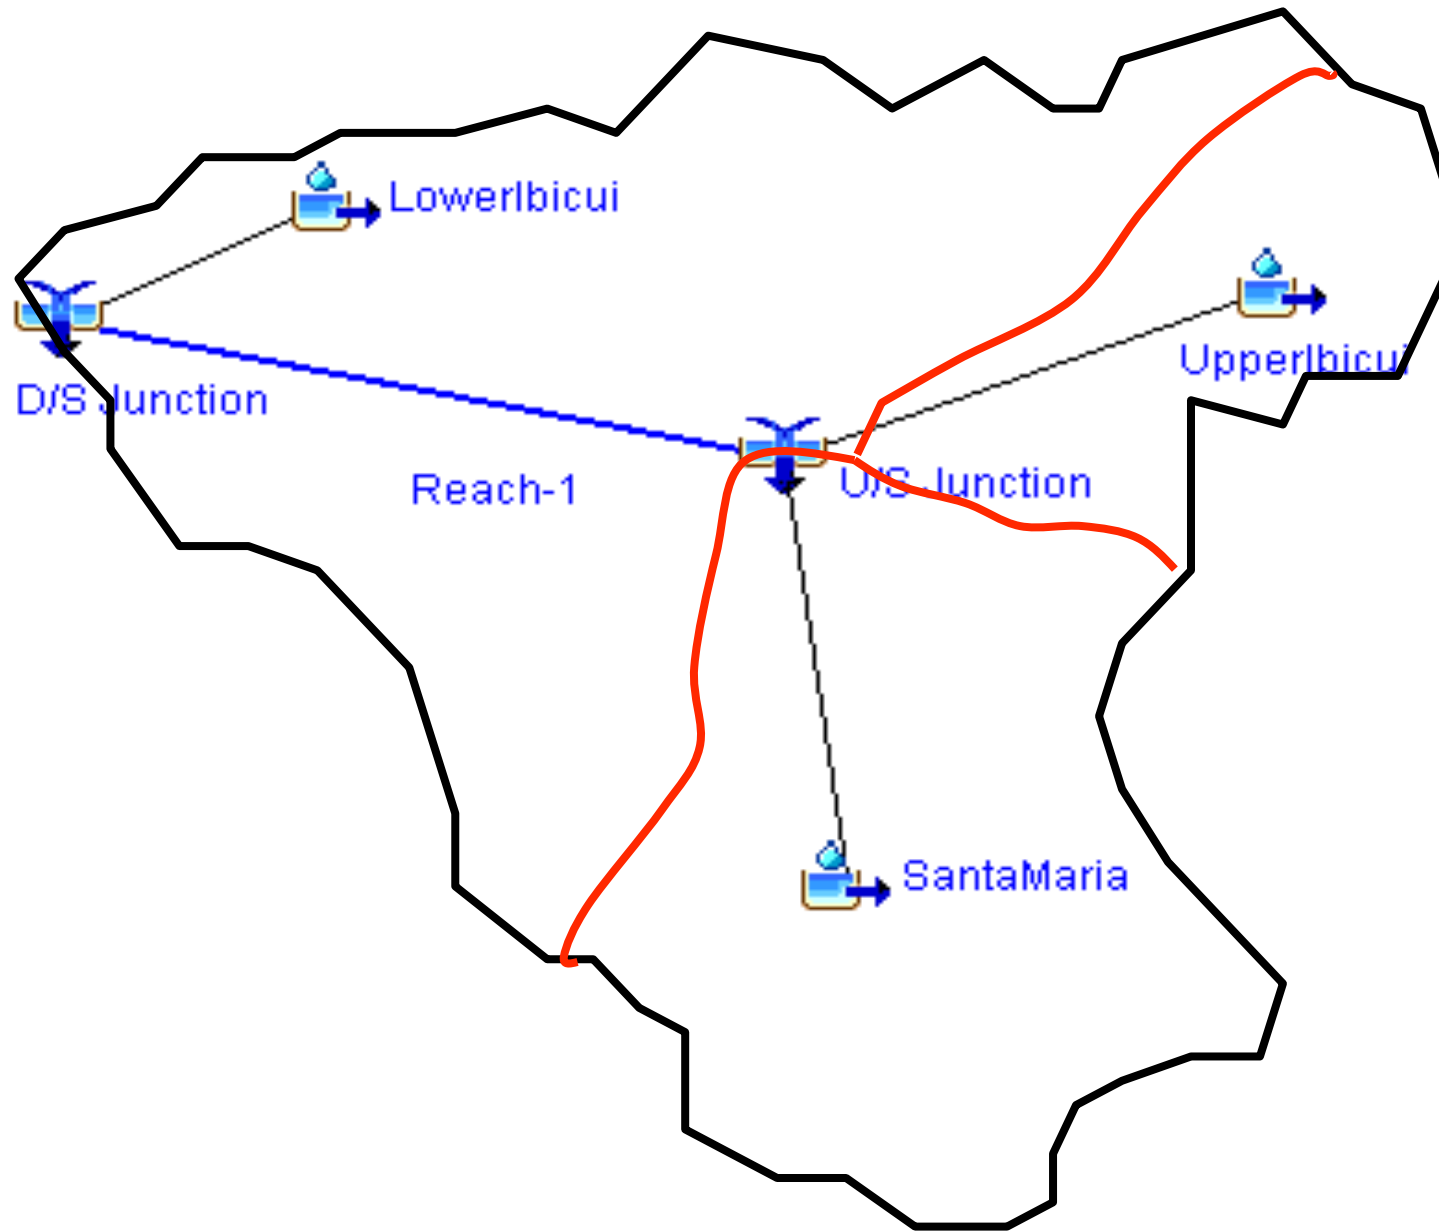 LowerIbicui
UpperIbicui
D/S Junction
Reach-1
U/S Junction
SantaMaria